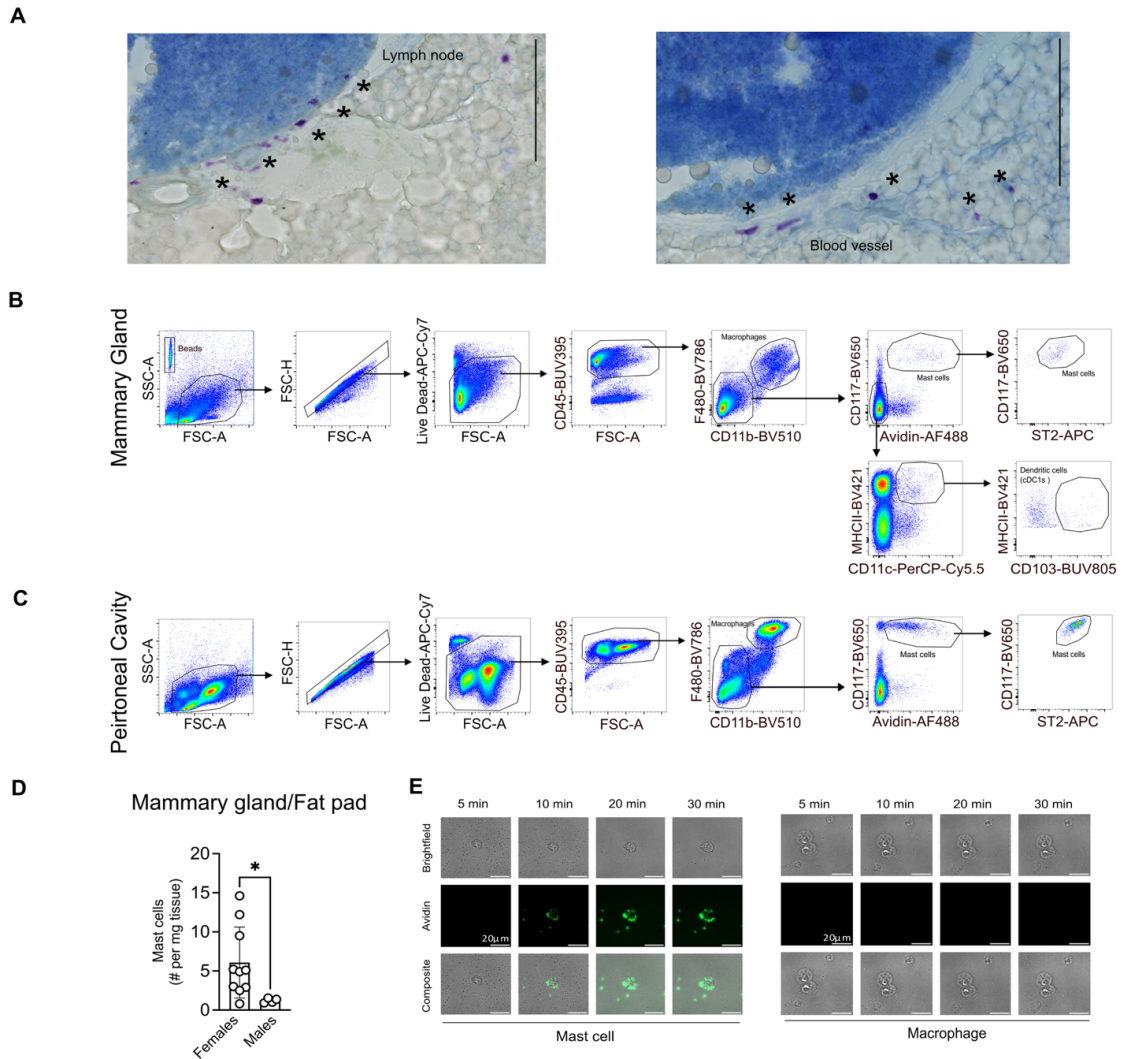 A
Lymph node
*
*
*
*
*
*
*
*
*
*
Blood vessel
B
Mammary Gland
SSC-A
Beads
FSC-A
FSC-H
FSC-A
Live Dead-APC-Cy7
FSC-A
CD45-BUV395
FSC-A
F480-BV786
Macrophages
CD11b-BV510
CD117-BV650
Mast cells
Avidin-AF488
CD117-BV650
Mast cells
ST2-APC
MHCII-BV421
CD11c-PerCP-Cy5.5
MHCII-BV421
Dendritic cells
(cDC1s )
CD103-BUV805
C
Peirtoneal Cavity
SSC-A
FSC-A
FSC-H
FSC-A
Live Dead-APC-Cy7
FSC-A
CD45-BUV395
FSC-A
F480-BV786
Macrophages
CD11b-BV510
CD117-BV650
Mast cells
Avidin-AF488
CD117-BV650
Mast cells
ST2-APC
D
Mammary gland/Fat pad
Mast cells
(# per mg tissue)
20
15
10
5
0
*
Females
Males
E
5 min
10 min
20 min
30 min
5 min
10 min
20 min
30 min
Brightfield
Avidin
20μm
20μm
Composite
Mast cell
Macrophage